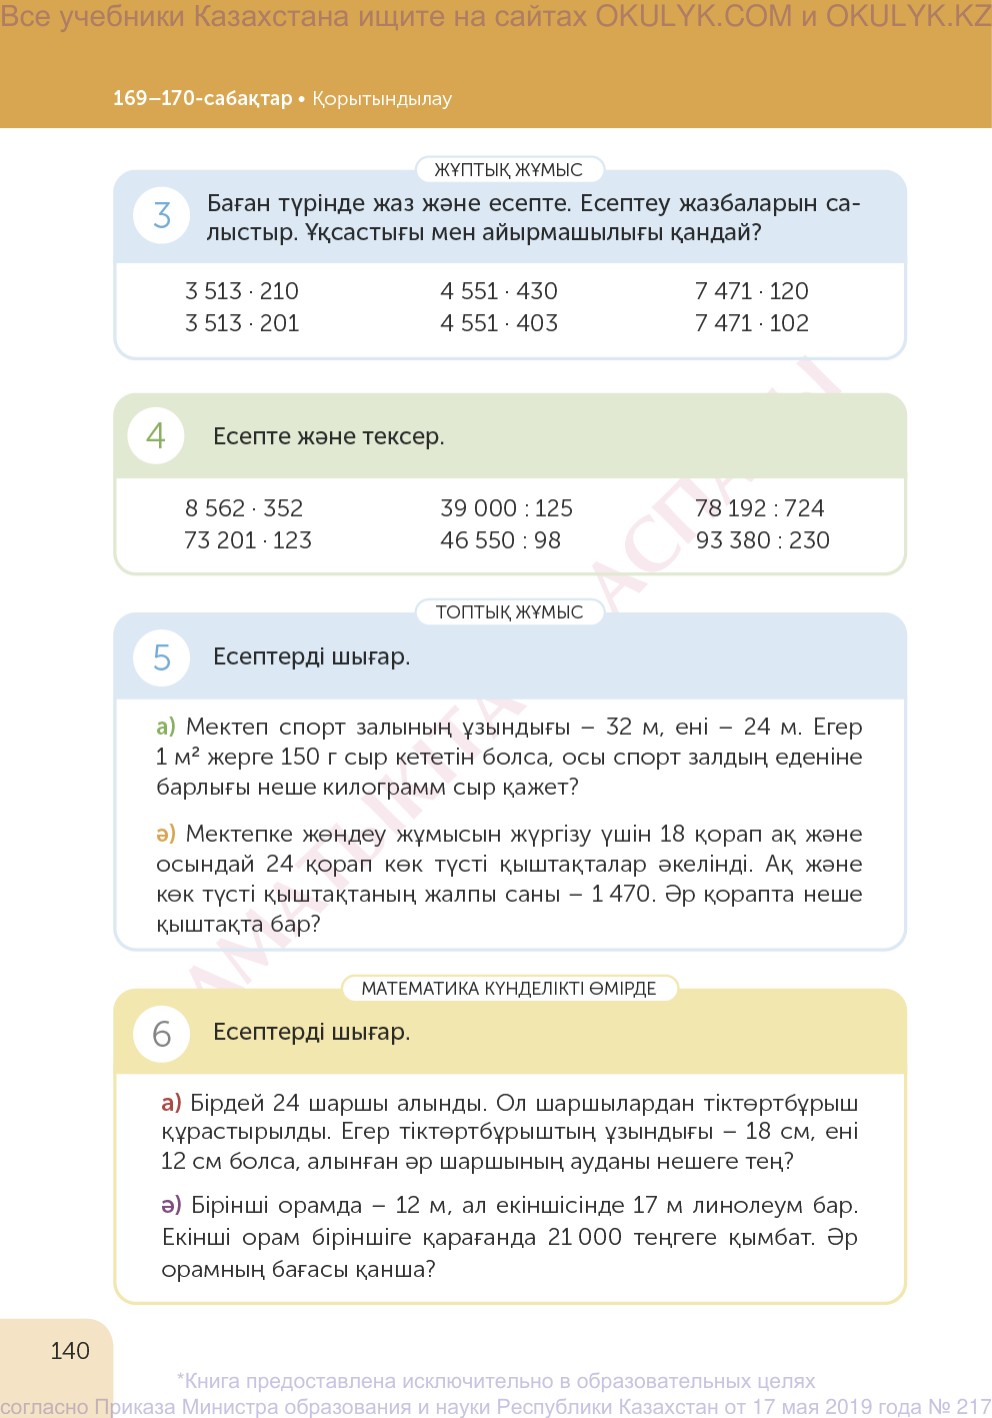 Все учебники Казахстана ищите на сайтах OKULYK.COM и OKULYK.KZ
169–170-сабақтар • Қорытындылау
ЖҰПТЫҚ ЖҰМЫС
3
Баған түрінде жаз және есепте. Есептеу жазбаларын са-
лыстыр. Ұқсастығы мен айырмашылығы қандай?
3 513 · 210 4 551 · 430 7 471 · 120
3 513 · 201 4 551 · 403 7 471 · 102
4 Есепте және тексер.
8 562 · 352 39 000 : 125 78 192 : 724
73 201 · 123 46 550 : 98 93 380 : 230
ТОПТЫҚ ЖҰМЫС
5 Есептерді шығар.
а) Мектеп спорт залының ұзындығы – 32 м, ені – 24 м. Егер
1 м² жерге 150 г сыр кететін болса, осы спорт залдың еденіне
барлығы неше килограмм сыр қажет?
ә) Мектепке жөндеу жұмысын жүргізу үшін 18 қорап ақ және
осындай 24 қорап көк түсті қыштақталар әкелінді. Ақ және
көк түсті қыштақтаның жалпы саны – 1 470. Әр қорапта неше
қыштақта бар?
МАТЕМАТИКА КҮНДЕЛІКТІ ӨМІРДЕ
6 Есептерді шығар.
а) Бірдей 24 шаршы алынды. Ол шаршылардан тіктөртбұрыш
құрастырылды. Егер тіктөртбұрыштың ұзындығы – 18 см, ені
12 см болса, алынған әр шаршының ауданы нешеге тең?
ә) Бірінші орамда – 12 м, ал екіншісінде 17 м линолеум бар.
Екінші орам біріншіге қарағанда 21 000 теңгеге қымбат. Әр
орамның бағасы қанша?
140
*Книга предоставлена исключительно в образовательных целях
согласно Приказа Министра образования и науки Республики Казахстан от 17 мая 2019 года № 217